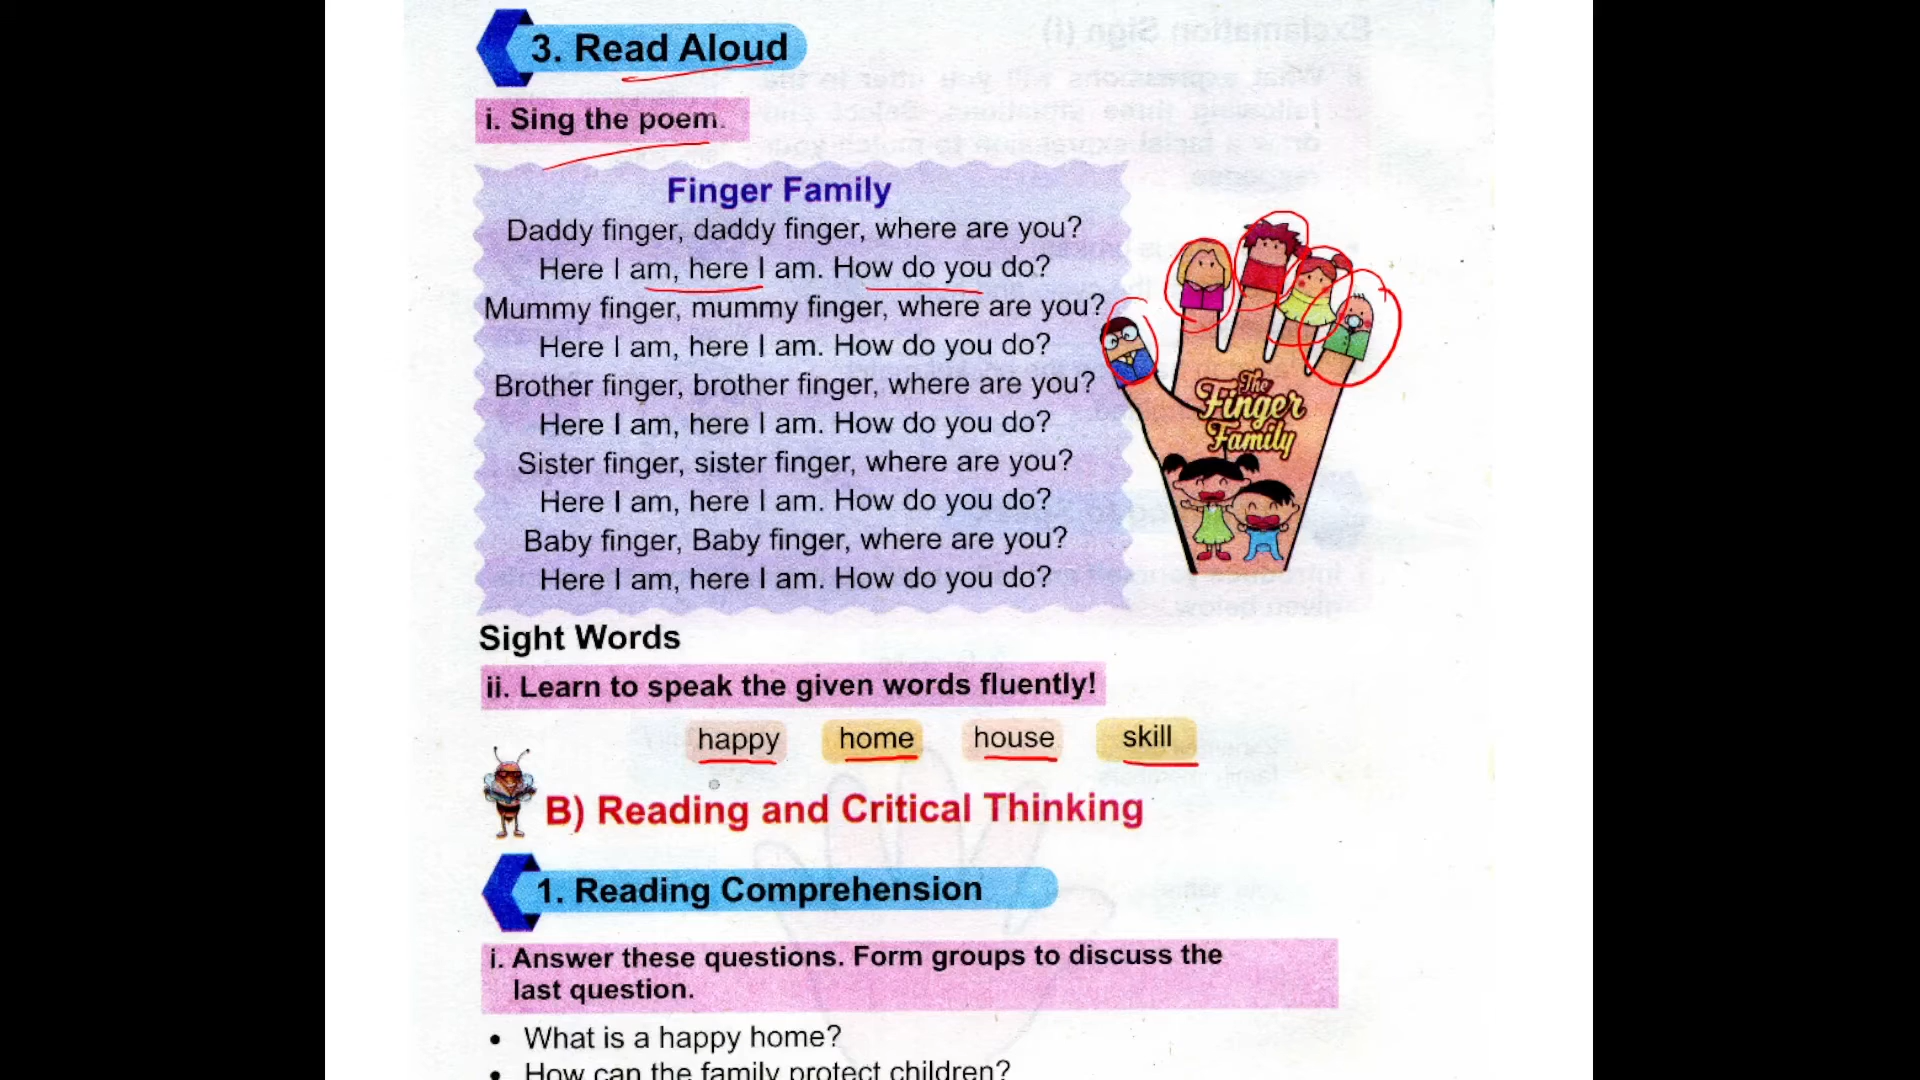 3. Read Aloud
i. Sing the poem.
Finger Family
Daddy finger, daddy finger, where are you?
Here I am, here I am. How do you do?
Mummy finger, mummy finger, where are you?
Here I am, here I am. How do you do?
Brother finger, brother finger, where are you?
Here I am, here I am. How do you do?
Sister finger, sister finger, where are you?
Here I am, here I am. How do you do?
Baby finger, Baby finger, where are you?
Here I am, here I am. How do you do?
The
Finger
Family
Sight Words
ii. Learn to speak the given words fluently!
happy home house skill
B) Reading and Critical Thinking
1. Reading Comprehension
i. Answer these questions. Form groups to discuss the
last question.
• What is a happy home?
• How can the family protect children?